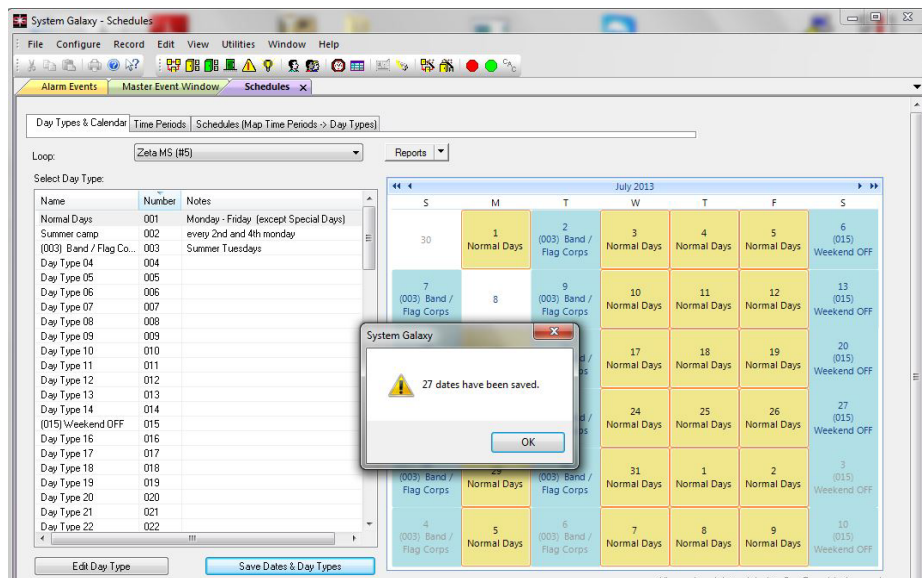 System Galaxy - Schedules
File Configure Record Edit View Utilities Window Help
Alarm Events Master Event Window Schedules x
Day Types & Calendar Time Periods Schedules (Map Time Periods -> Day Types)
Loop: Zeta MS (#5) Reports
Select Day Type:
Name Number Notes
Normal Days 001 Monday - Friday (except Special Days)
Summer camp 002 every 2nd and 4th monday
(003) Band / Flag Co... 003 Summer Tuesdays
Day Type 04 004
Day Type 05 005
Day Type 06 006
Day Type 07 007
Day Type 08 008
Day Type 09 009
Day Type 10 010
Day Type 11 011
Day Type 12 012
Day Type 13 013
Day Type 14 014
(015) Weekend OFF 015
Day Type 16 016
Day Type 17 017
Day Type 18 018
Day Type 19 019
Day Type 20 020
Day Type 21 021
Day Type 22 022
Edit Day Type Save Dates & Day Types
July 2013
S M T W T F S
30 1 2 3 4 5 6
Normal Days (003) Band / Flag Corps Normal Days Normal Days Normal Days (015) Weekend OFF
7 8 9 10 11 12 13
(003) Band / Flag Corps (003) Band / Flag Corps Normal Days Normal Days Normal Days (015) Weekend OFF
17 18 19 20
Normal Days Normal Days Normal Days (015) Weekend OFF
24 25 26 27
Normal Days Normal Days Normal Days (015) Weekend OFF
29 31 1 2 3
(003) Band / Flag Corps Normal Days (003) Band / Flag Corps Normal Days Normal Days Normal Days (015) Weekend OFF
4 5 6 7 8 9 10
(003) Band / Flag Corps Normal Days (003) Band / Flag Corps Normal Days Normal Days Normal Days (015) Weekend OFF
System Galaxy
27 dates have been saved.
OK